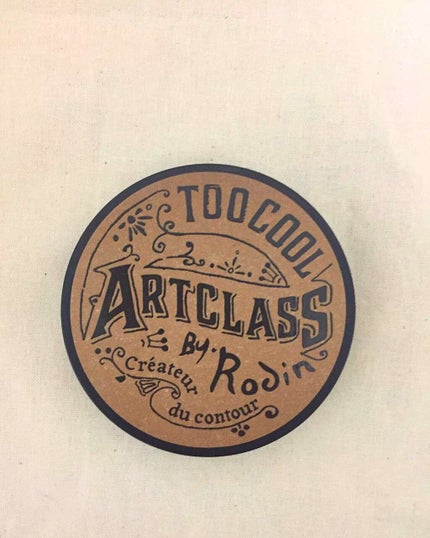 TOO COOL
ARTCLASS
BY. Rodin
Créateur
du contour